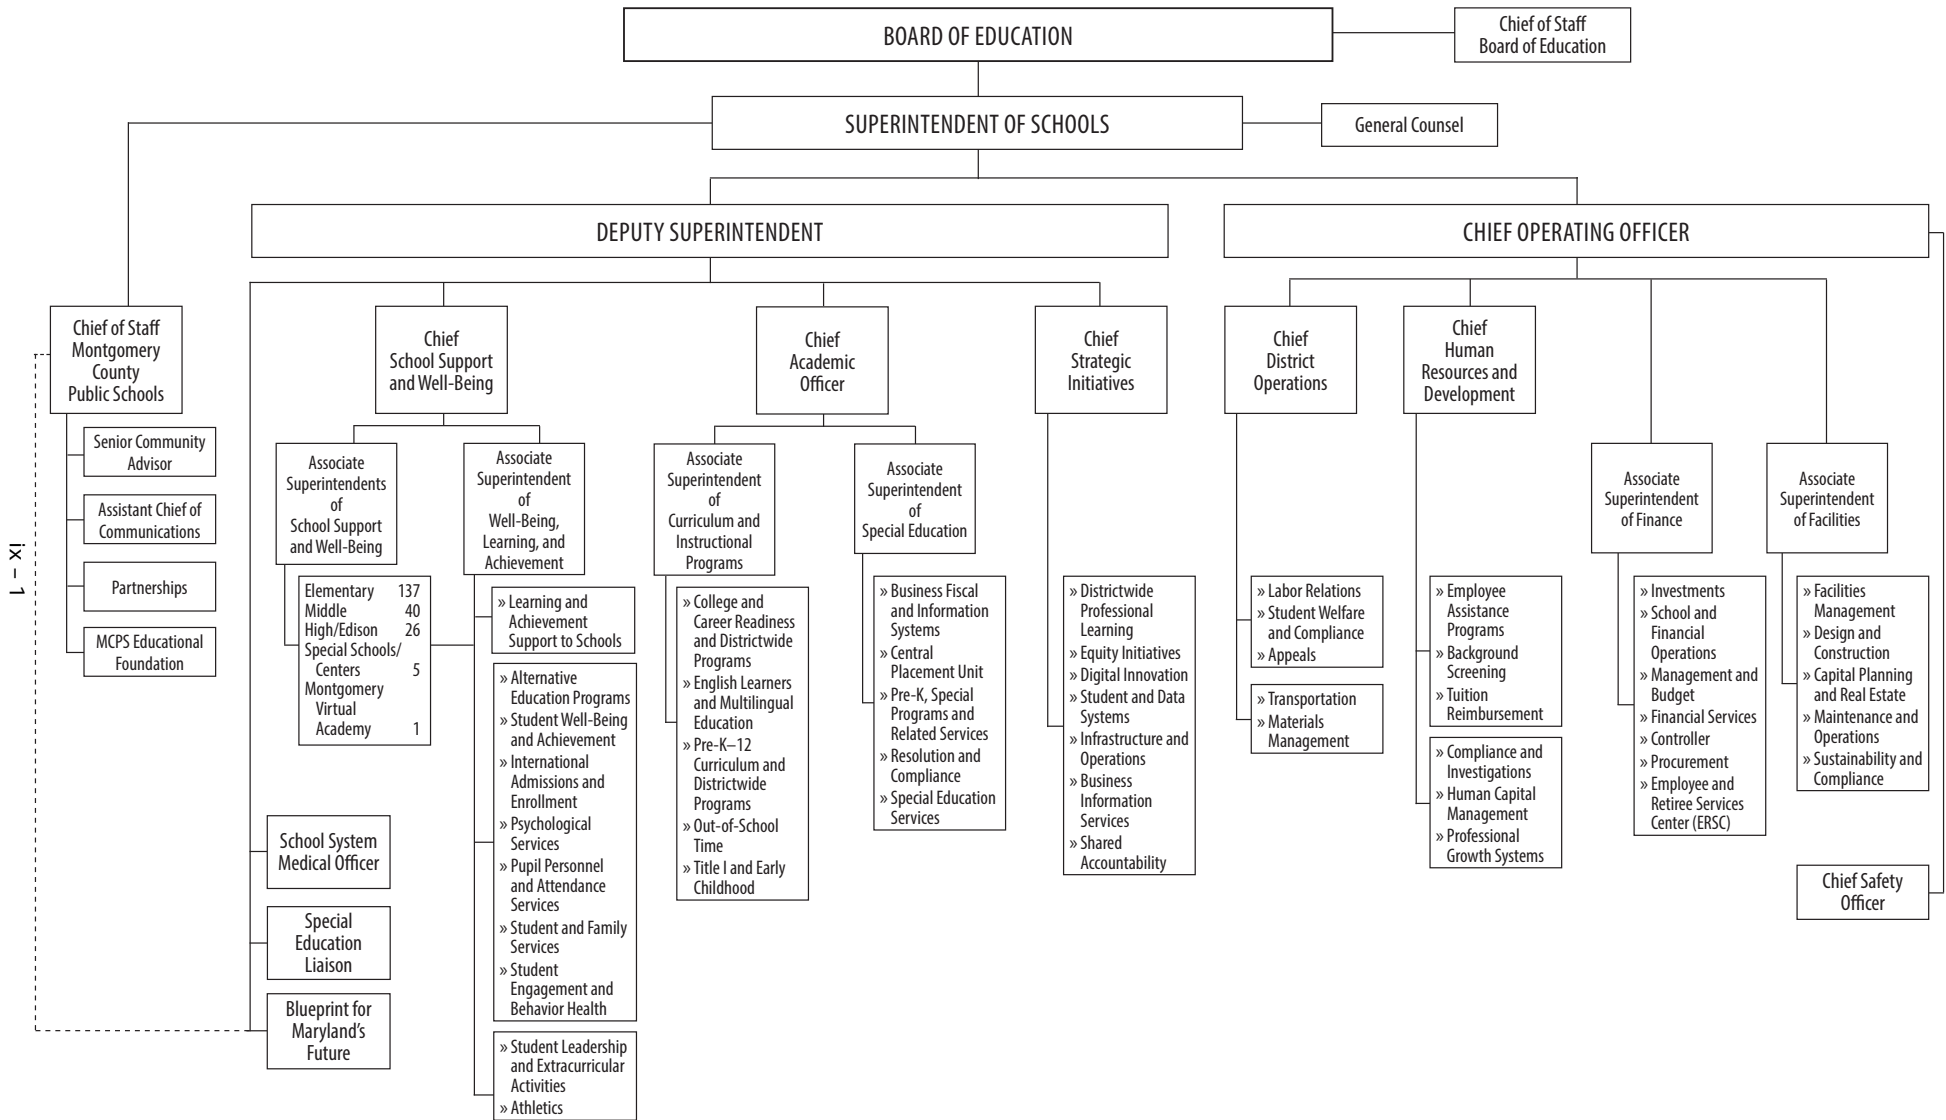 BOARD OF EDUCATION
Chief of Staff
Board of Education
SUPERINTENDENT OF SCHOOLS
General Counsel
DEPUTY SUPERINTENDENT
CHIEF OPERATING OFFICER
Chief of Staff
Montgomery
County
Public Schools
Senior Community
Advisor
Assistant Chief of
Communications
Partnerships
MCPS Educational
Foundation
Chief
School Support
and Well-Being
Associate
Superintendents
of
School Support
and Well-Being
Elementary 137
Middle 40
High/Edison 26
Special Schools/
Centers 5
Montgomery
Virtual
Academy 1
Associate
Superintendent
of
Well-Being,
Learning, and
Achievement
» Learning and
Achievement
Support to Schools
» Alternative
Education Programs
» Student Well-Being
and Achievement
» International
Admissions and
Enrollment
» Psychological
Services
» Pupil Personnel
and Attendance
Services
» Student and Family
Services
» Student
Engagement and
Behavior Health
» Student Leadership
and Extracurricular
Activities
» Athletics
School System
Medical Officer
Special
Education
Liaison
Blueprint for
Maryland's
Future
Chief
Academic
Officer
Associate
Superintendent
of
Curriculum and
Instructional
Programs
» College and
Career Readiness
and Districtwide
Programs
» English Learners
and Multilingual
Education
» Pre-K–12
Curriculum and
Districtwide
Programs
» Out-of-School
Time
» Title I and Early
Childhood
Associate
Superintendent
of
Special Education
» Business Fiscal
and Information
Systems
» Central
Placement Unit
» Pre-K, Special
Programs and
Related Services
» Resolution and
Compliance
» Special Education
Services
Chief
Strategic
Initiatives
» Districtwide
Professional
Learning
» Equity Initiatives
» Digital Innovation
» Student and Data
Systems
» Infrastructure and
Operations
» Business
Information
Services
» Shared
Accountability
Chief
District
Operations
» Labor Relations
» Student Welfare
and Compliance
» Appeals
» Transportation
» Materials
Management
Chief
Human
Resources and
Development
» Employee
Assistance
Programs
» Background
Screening
» Tuition
Reimbursement
» Compliance and
Investigations
» Human Capital
Management
» Professional
Growth Systems
Associate
Superintendent
of Finance
» Investments
» School and
Financial
Operations
» Management and
Budget
» Financial Services
» Controller
» Procurement
» Employee and
Retiree Services
Center (ERSC)
Associate
Superintendent
of Facilities
» Facilities
Management
» Design and
Construction
» Capital Planning
and Real Estate
» Maintenance and
Operations
» Sustainability and
Compliance
Chief Safety
Officer
ix – 1